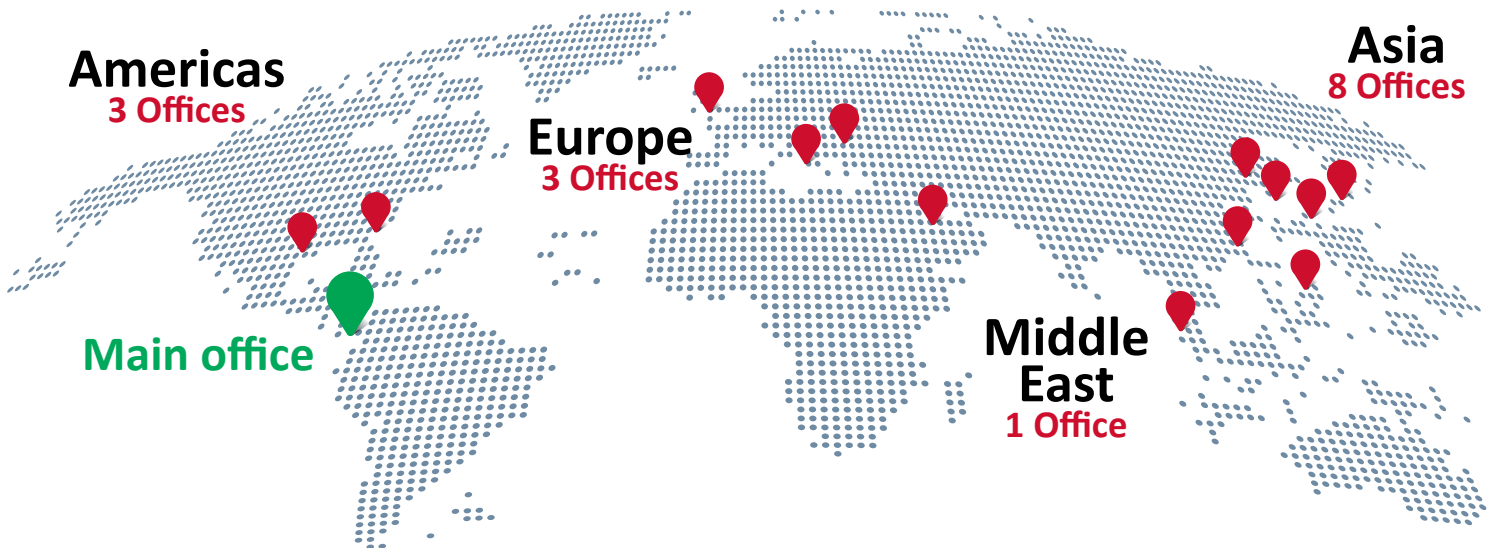 Americas
3 Offices
Main office
Europe
3 Offices
Middle
East
1 Office
Asia
8 Offices